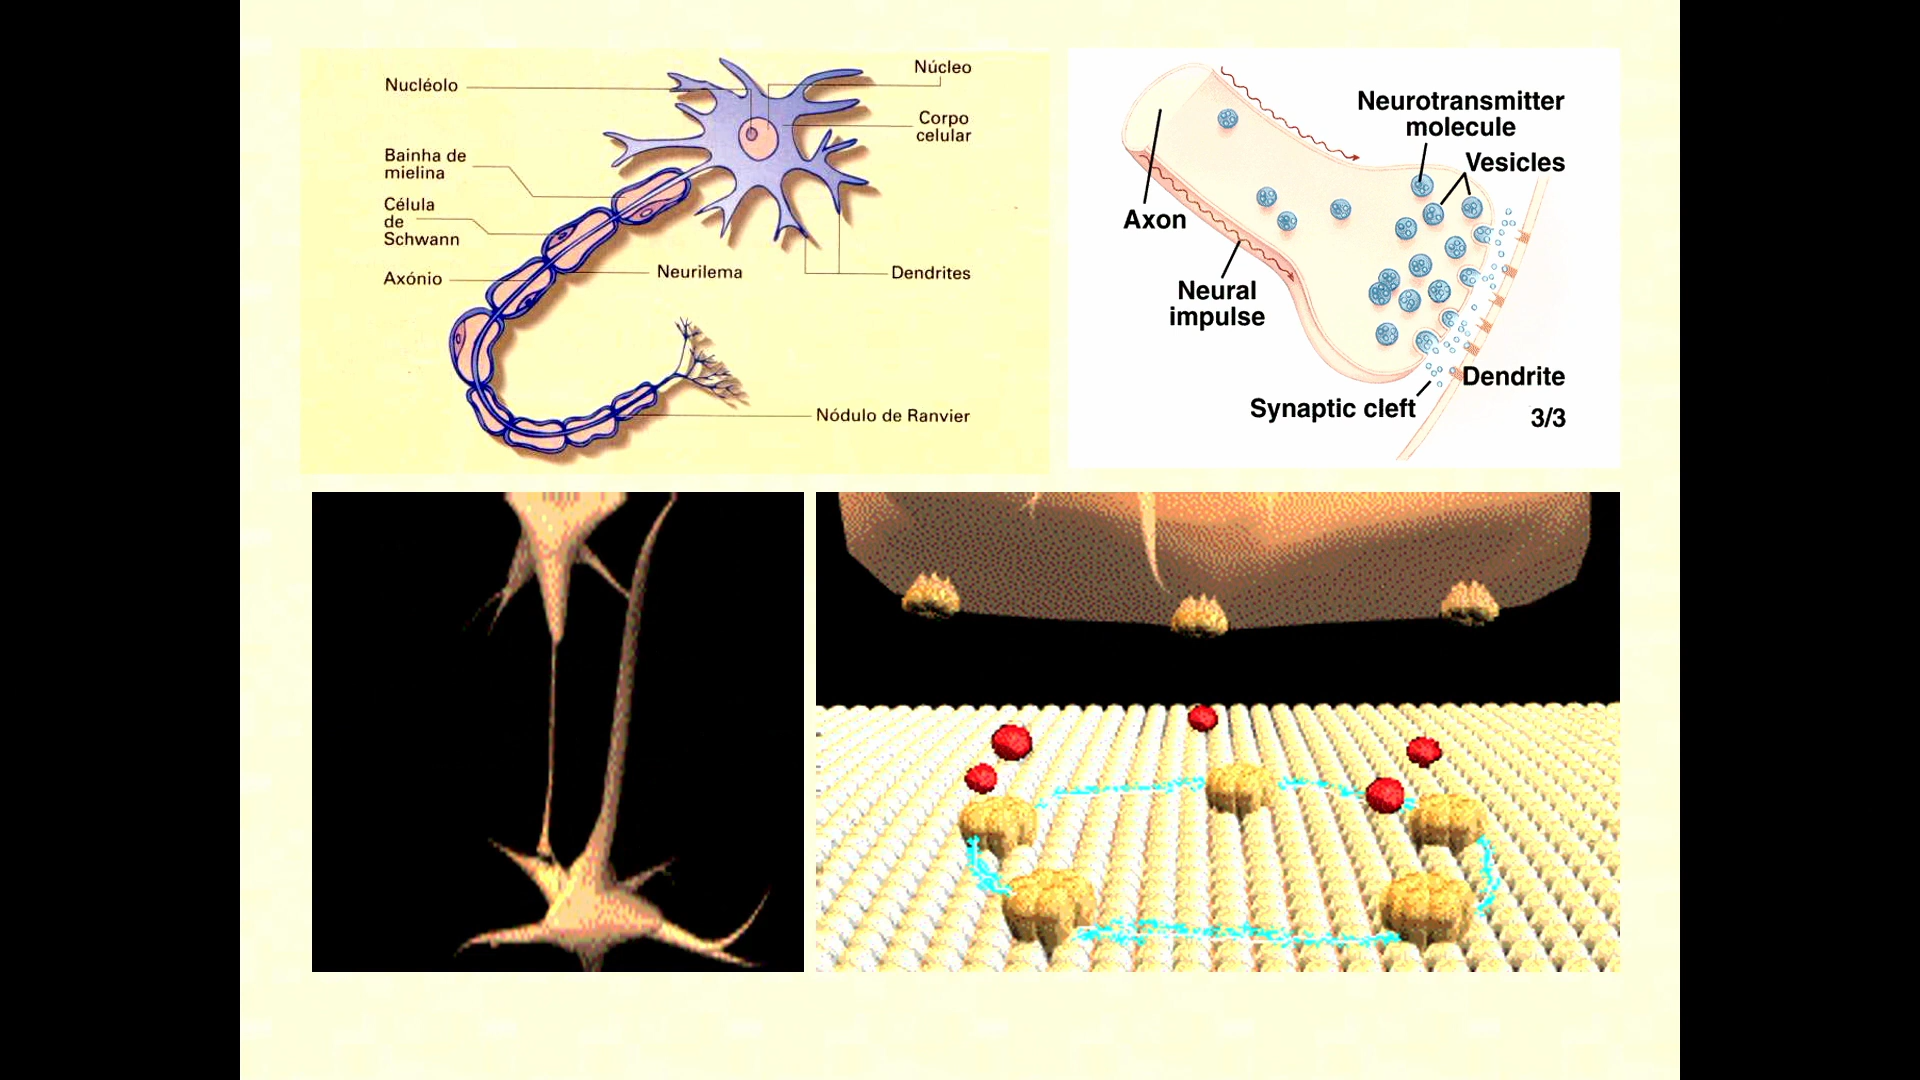 Nucléolo
Núcleo
Corpo
celular
Bainha de
mielina
Célula
de
Schwann
Axónio
Neurilema
Dendrites
Nódulo de Ranvier
Neurotransmitter
molecule
Vesicles
Axon
Neural
impulse
Dendrite
Synaptic cleft
3/3